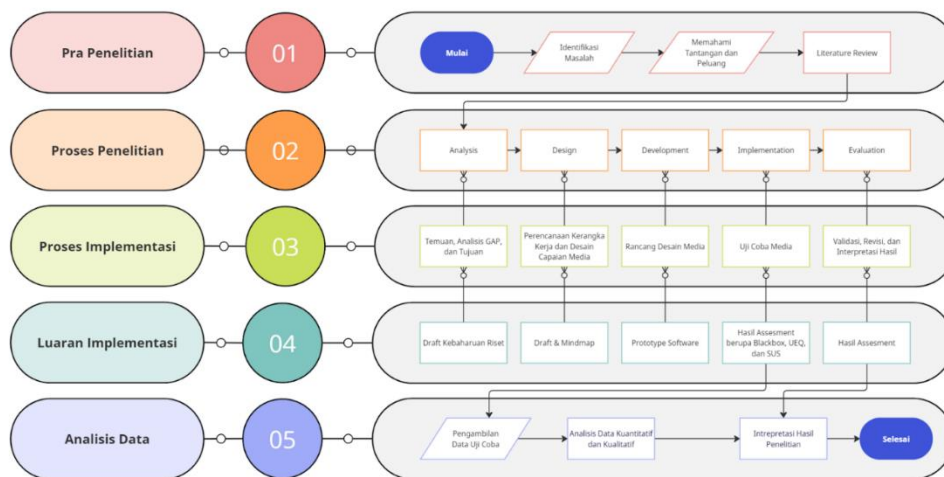 Pra Penelitian
01
Mulai
Identifikasi
Masalah
Memahami
Tantangan dan
Peluang
Literature Review
Proses Penelitian
02
Analysis
Design
Development
Implementation
Evaluation
Proses Implementasi
03
Temuan, Analisis GAP,
dan Tujuan
Perencanaan Kerangka
Kerja dan Desain
Capaian Media
Rancang Desain Media
Uji Coba Media
Validasi, Revisi, dan
Interpretasi Hasil
Luaran Implementasi
04
Draft Kebaharuan Riset
Draft & Mindmap
Prototype Software
Hasil Assesment
berupa Blackbox, UEQ,
dan SUS
Hasil Assesment
Analisis Data
05
Pengambilan
Data Uji Coba
Analisis Data Kuantitatif
dan Kualitatif
Intrepretasi Hasil
Penelitian
Selesai